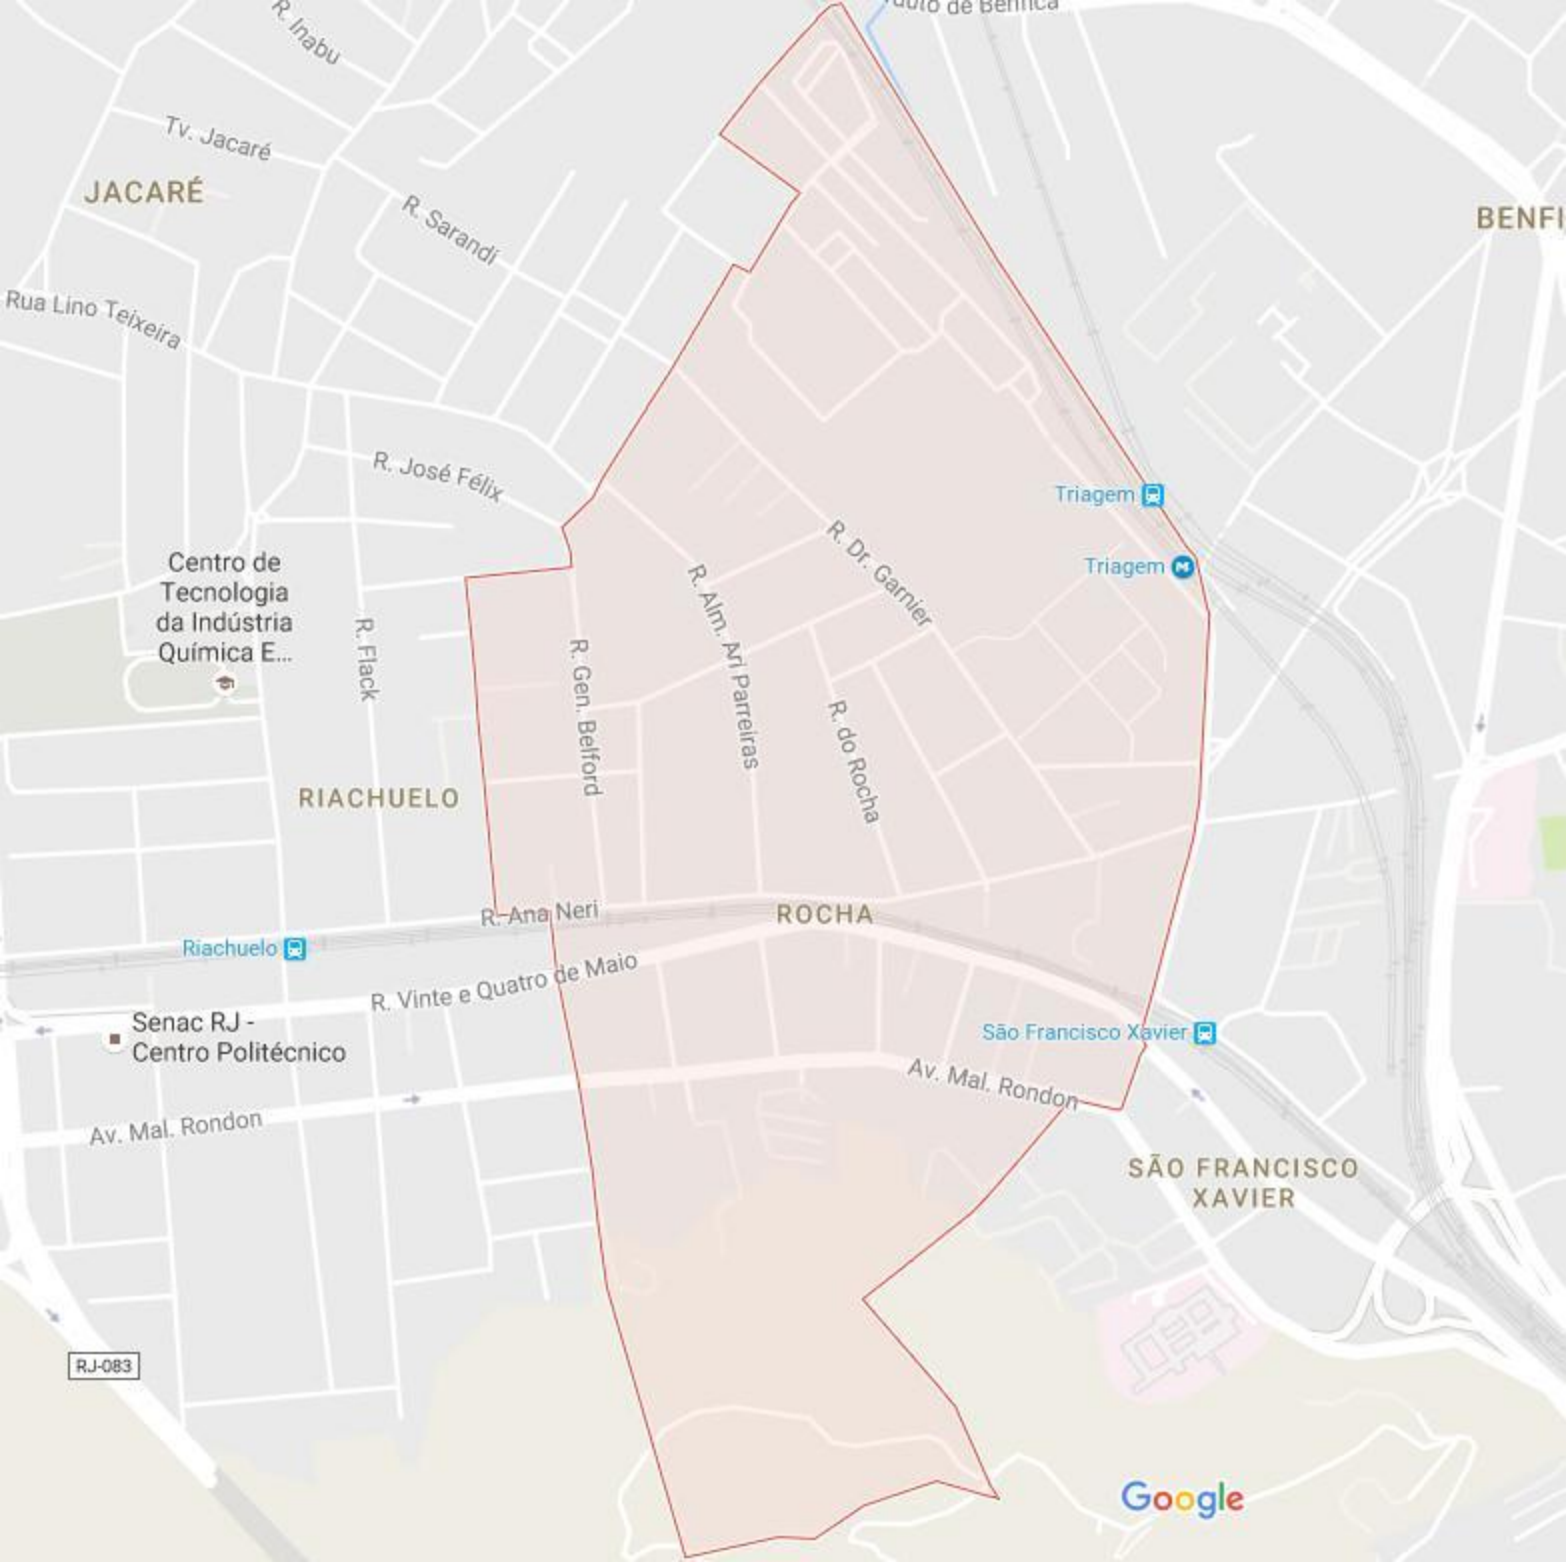 duto de Benfica
R. Inabu
Tv. Jacaré
JACARÉ
R. Sarandi
BENFI
Rua Lino Teixeira
R. José Félix
Triagem
R. Dr. Garnier
Centro de
Tecnologia
da Indústria
Química E...
Triagem
R. Alm. Ari Parreiras
R. Flack
R. Gen. Belford
R. do Rocha
RIACHUELO
R. Ana Neri
ROCHA
Riachuelo
R. Vinte e Quatro de Maio
Senac RJ -
Centro Politécnico
São Francisco Xavier
Av. Mal. Rondon
Av. Mal. Rondon
SÃO FRANCISCO
XAVIER
RJ-083
Google